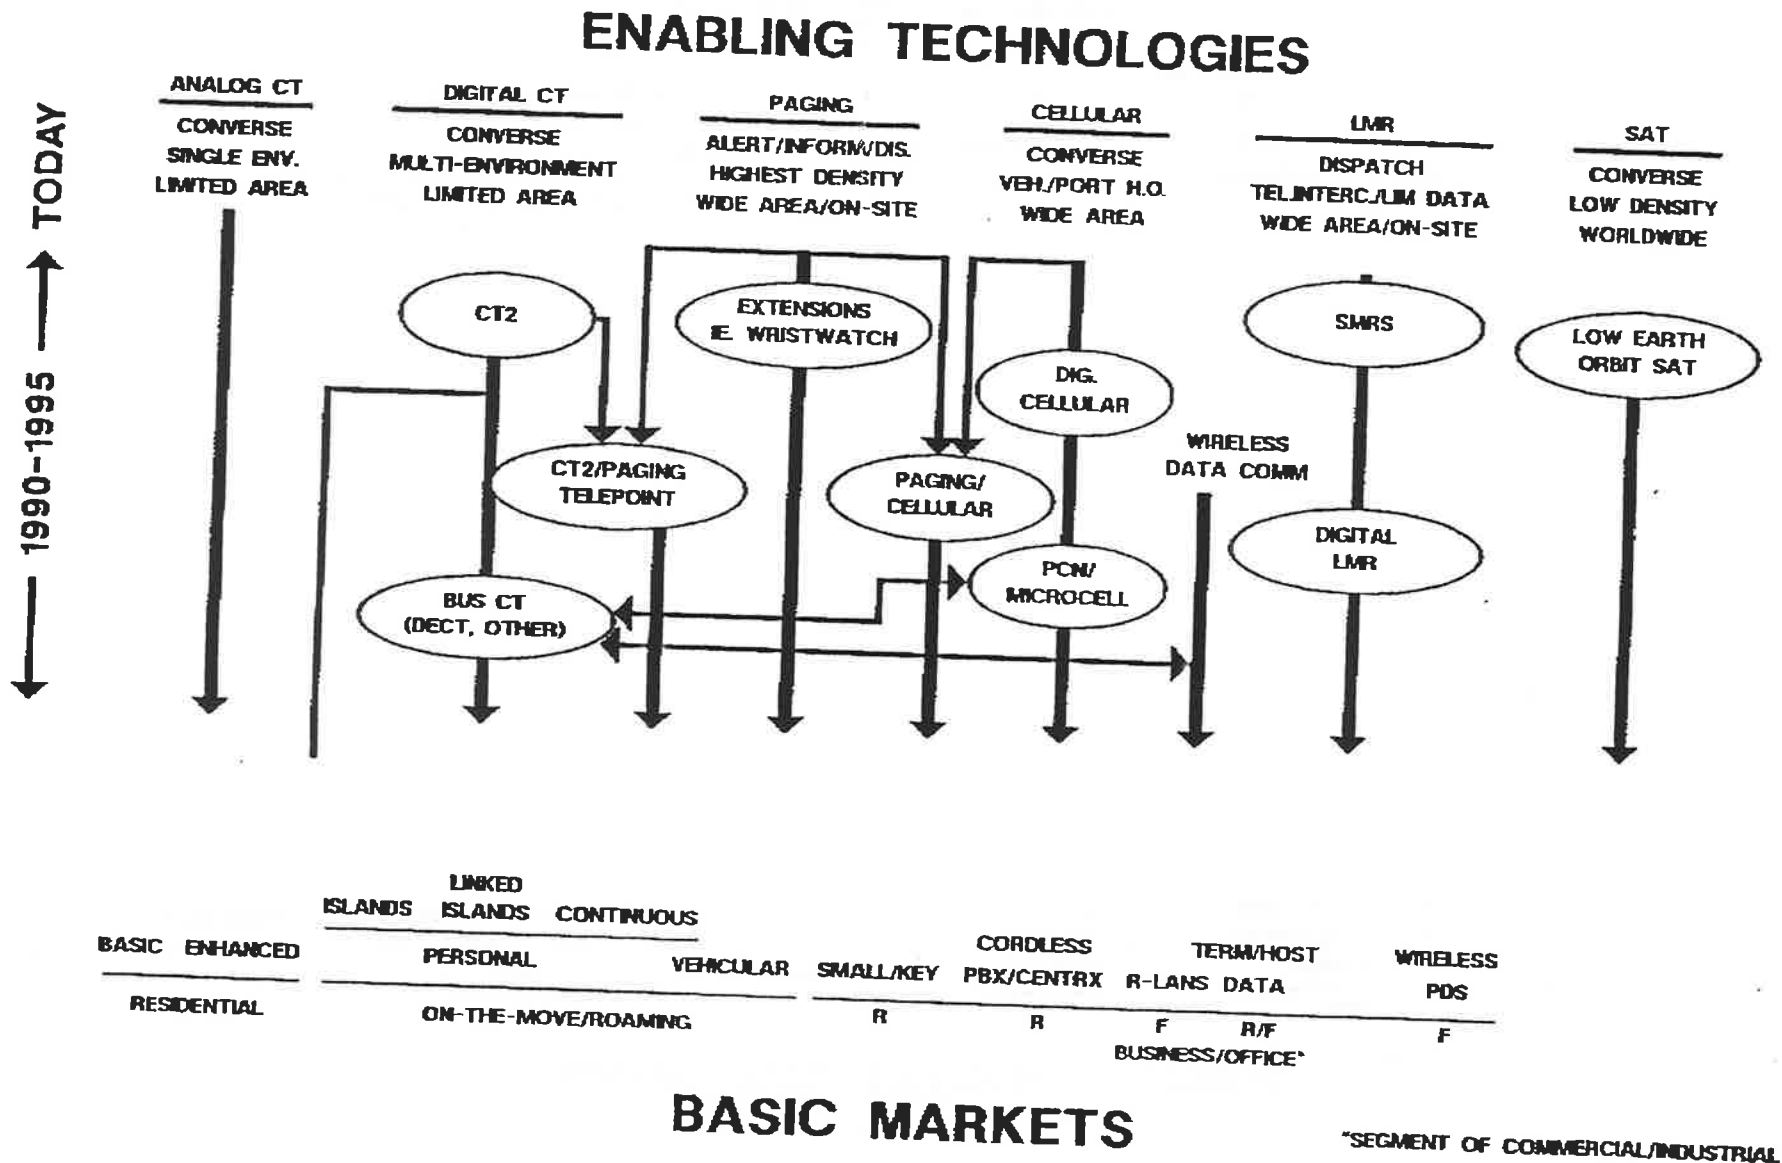 ENABLING TECHNOLOGIES
ANALOG CT
CONVERSE
SINGLE ENV.
LIMITED AREA
DIGITAL CT
CONVERSE
MULTI-ENVIRONMENT
LIMITED AREA
PAGING
ALERT/INFORM/DIS.
HIGHEST DENSITY
WIDE AREA/ON-SITE
CELLULAR
CONVERSE
VEH./PORT H.O.
WIDE AREA
LMR
DISPATCH
TEL.INTERC./LIM DATA
WIDE AREA/ON-SITE
SAT
CONVERSE
LOW DENSITY
WORLDWIDE
1990-1995 TODAY
CT2
EXTENSIONS
IE. WRISTWATCH
DIG.
CELLULAR
SMRS
LOW EARTH
ORBIT SAT
CT2/PAGING
TELEPOINT
PAGING/
CELLULAR
WIRELESS
DATA COMM
DIGITAL
LMR
BUS CT
(DECT, OTHER)
PCN/
MICROCELL
LINKED
ISLANDS ISLANDS CONTINUOUS
BASIC ENHANCED
PERSONAL
VEHICULAR
SMALL/KEY
CORDLESS
PBX/CENTRX
R-LANS
TERM/HOST
DATA
WIRELESS
PDS
RESIDENTIAL
ON-THE-MOVE/ROAMING
R R F R/F F
BUSINESS/OFFICE*
BASIC MARKETS
*SEGMENT OF COMMERCIAL/INDUSTRIAL